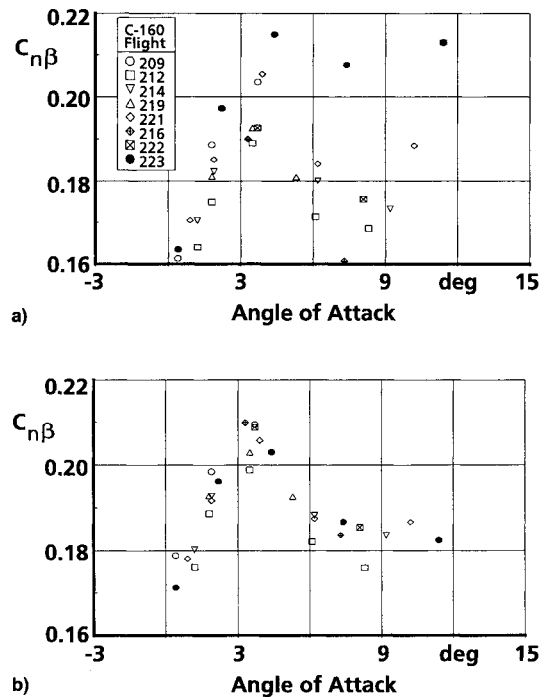 0.22
C-160
Flight
209
212
214
219
221
216
222
223
Cnβ
0.20
0.18
0.16
-3 3 9 deg 15
a)
Angle of Attack
0.22
Cnβ
0.20
0.18
0.16
-3 3 9 deg 15
b)
Angle of Attack